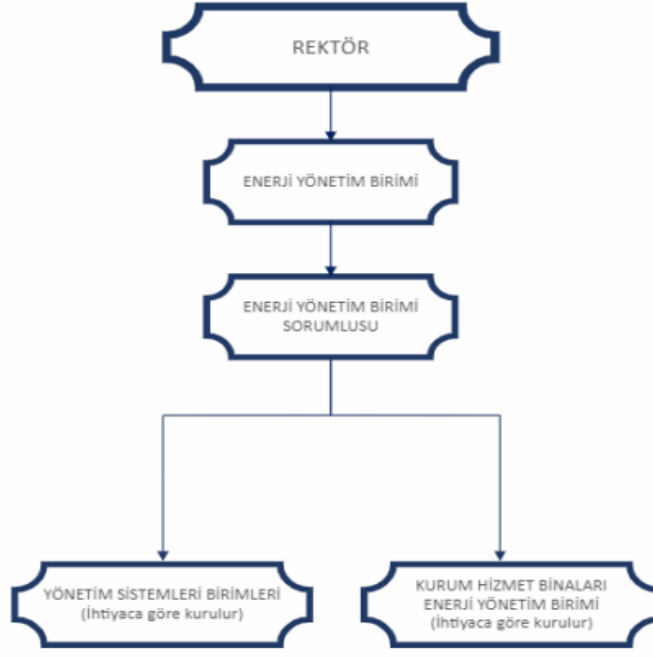 REKTÖR
ENERJİ YÖNETİM BİRİMİ
ENERJİ YÖNETİM BİRİMİ
SORUMLUSU
YÖNETİM SİSTEMLERİ BİRİMLERİ
(İhtiyaca göre kurulur)
KURUM HİZMET BİNALARI
ENERJİ YÖNETİM BİRİMİ
(İhtiyaca göre kurulur)